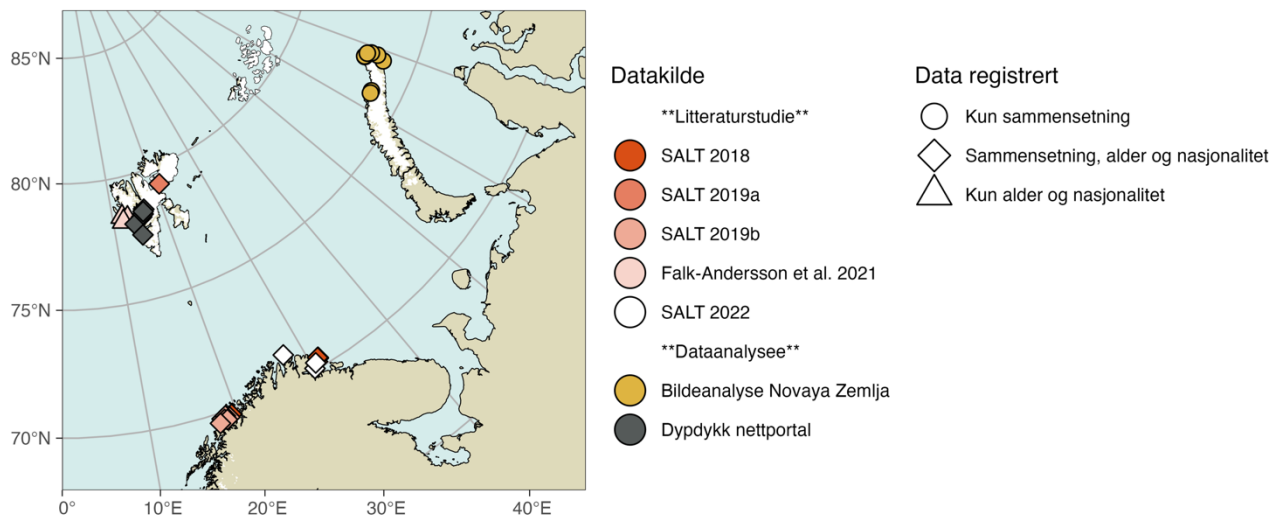 85°N
80°N
75°N
70°N
0°
10°E
20°E
30°E
40°E
Datakilde
**Litteraturstudie**
SALT 2018
SALT 2019a
SALT 2019b
Falk-Andersson et al. 2021
SALT 2022
**Dataanalysee**
Bildeanalyse Novaya Zemlja
Dypdykk nettportal
Data registrert
Kun sammensetning
Sammensetning, alder og nasjonalitet
Kun alder og nasjonalitet